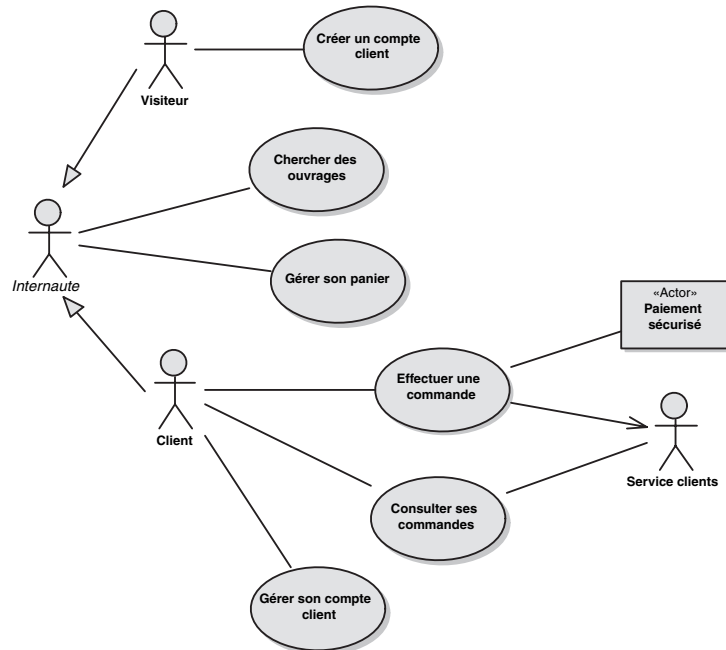 Créer un compte
client
Visiteur
Chercher des
ouvrages
Internaute
Gérer son panier
«Actor»
Paiement
sécurisé
Effectuer une
commande
Client
Service clients
Consulter ses
commandes
Gérer son compte
client